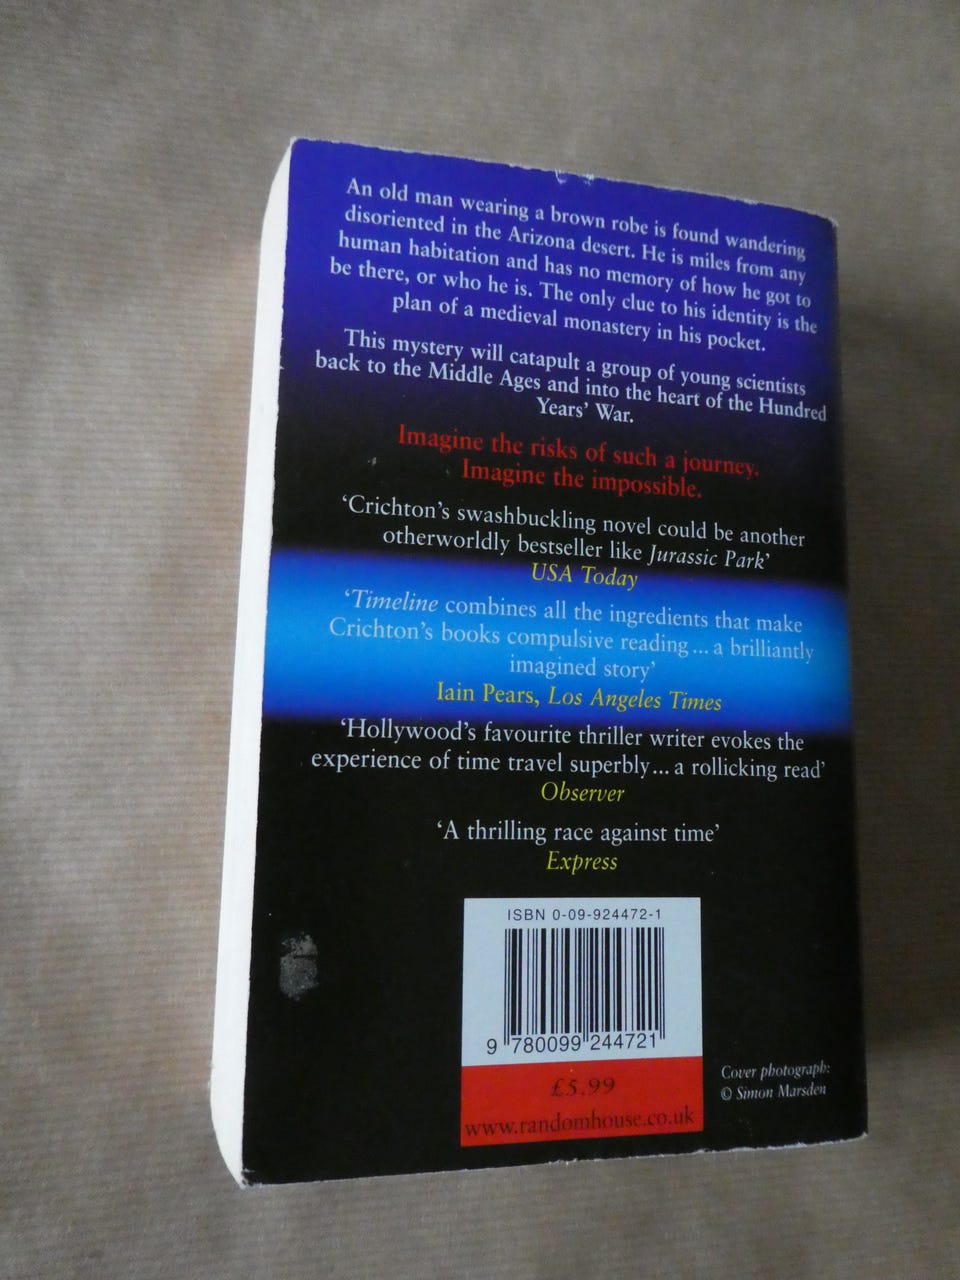 An old man wearing a brown robe is found wandering
disoriented in the Arizona desert. He is miles from any
human habitation and has no memory of how he got to
be there, or who he is. The only clue to his identity is the
plan of a medieval monastery in his pocket.
This mystery will catapult a group of young scientists
back to the Middle Ages and into the heart of the Hundred
Years' War.
Imagine the risks of such a journey.
Imagine the impossible.
'Crichton's swashbuckling novel could be another
otherworldly bestseller like Jurassic Park'
USA Today
'Timeline combines all the ingredients that make
Crichton's books compulsive reading... a brilliantly
imagined story'
Iain Pears, Los Angeles Times
'Hollywood's favourite thriller writer evokes the
experience of time travel superbly... a rollicking read'
Observer
'A thrilling race against time'
Express
ISBN 0-09-924472-1
9 780099 244721
£5.99
www.randomhouse.co.uk
Cover photograph:
© Simon Marsden